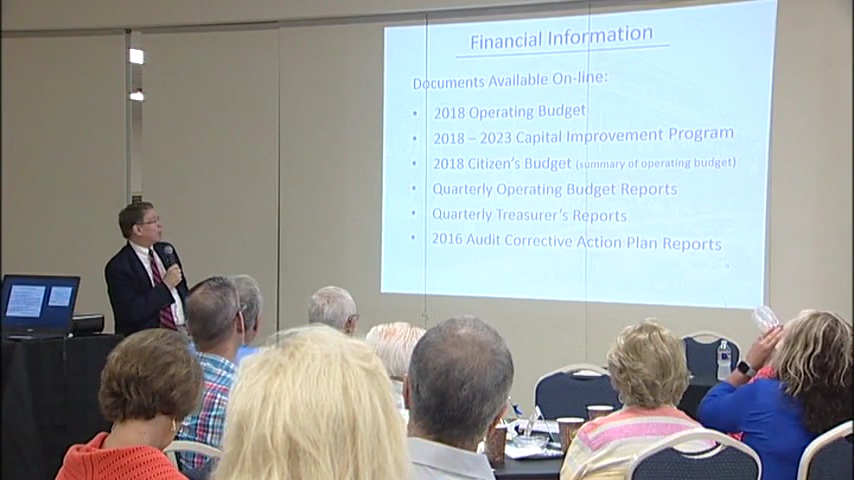 Financial Information
Documents Available On-line:
• 2018 Operating Budget
• 2018 – 2023 Capital Improvement Program
• 2018 Citizen's Budget (summary of operating budget)
• Quarterly Operating Budget Reports
• Quarterly Treasurer's Reports
• 2016 Audit Corrective Action Plan Reports